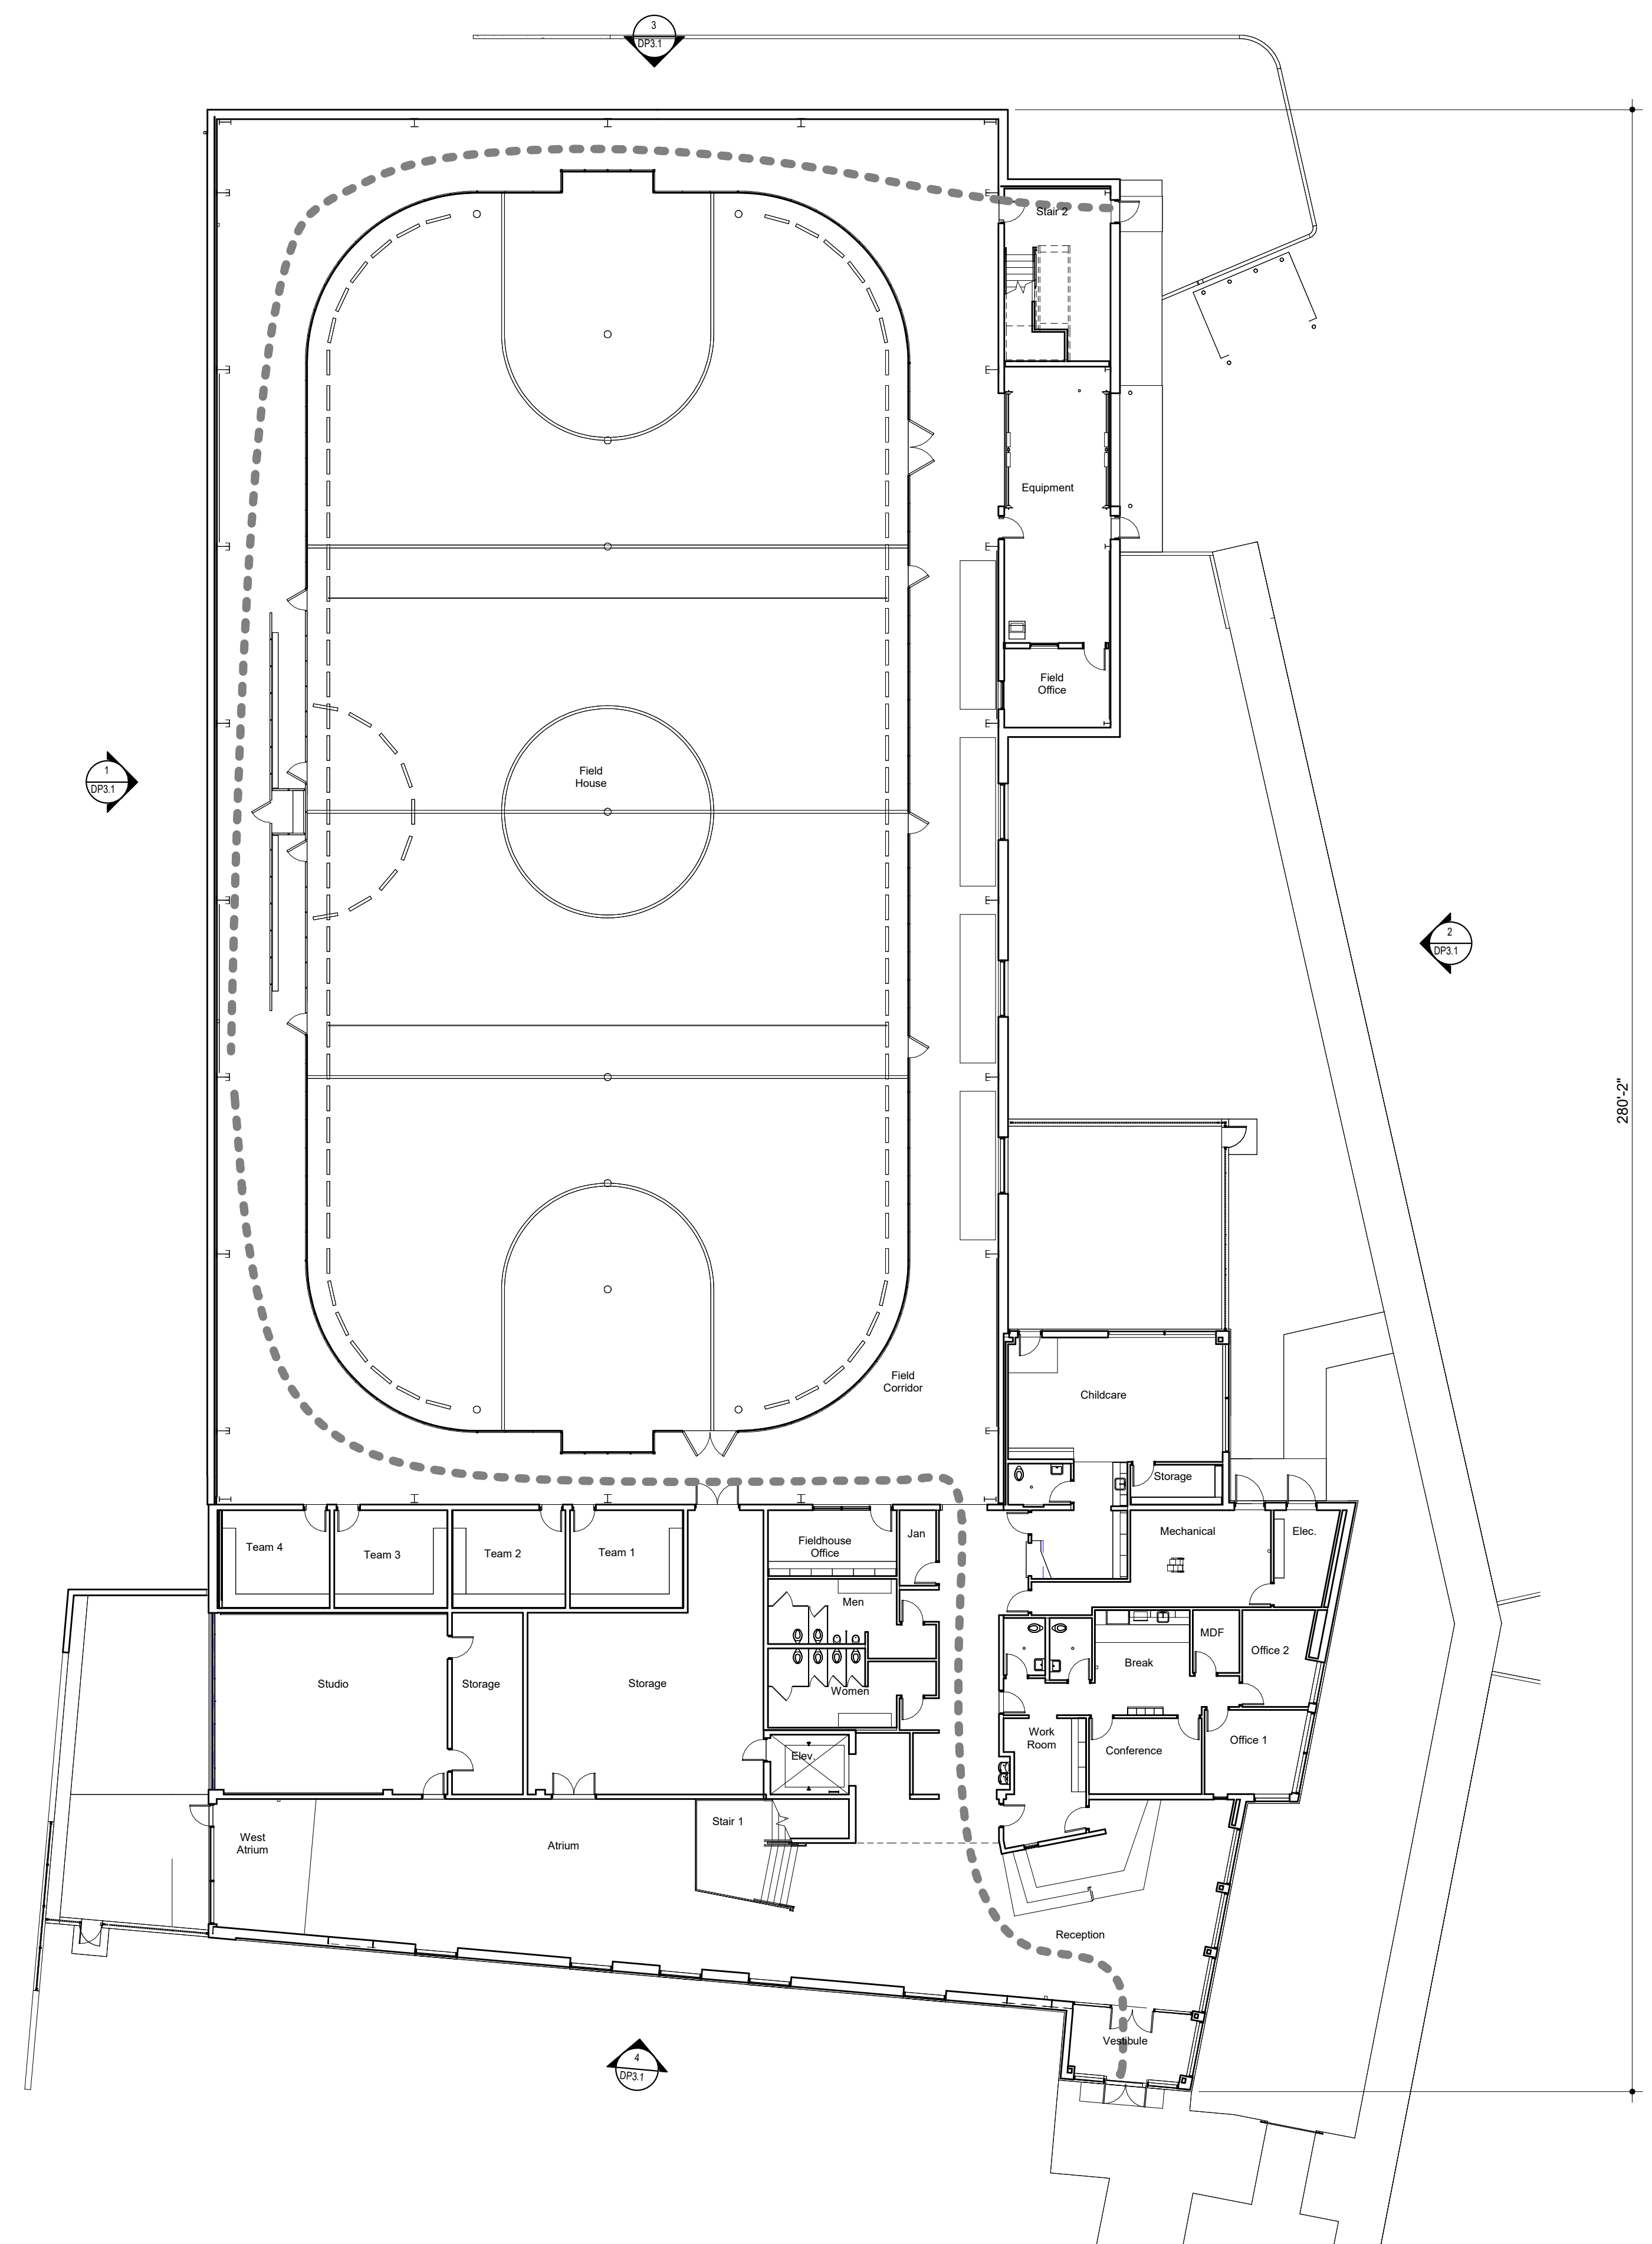 3
DP3.1
Stair 2
Equipment
Field
Office
1
DP3.1
Field
House
2
DP3.1
280'-2"
Field
Corridor
Childcare
Storage
Team 4
Team 3
Team 2
Team 1
Fieldhouse
Office
Jan
Mechanical
Elec.
Men
Women
Studio
Storage
Storage
MDF
Office 2
Break
Work
Room
Conference
Office 1
Elev.
Stair 1
West
Atrium
Atrium
Reception
Vestibule
4
DP3.1